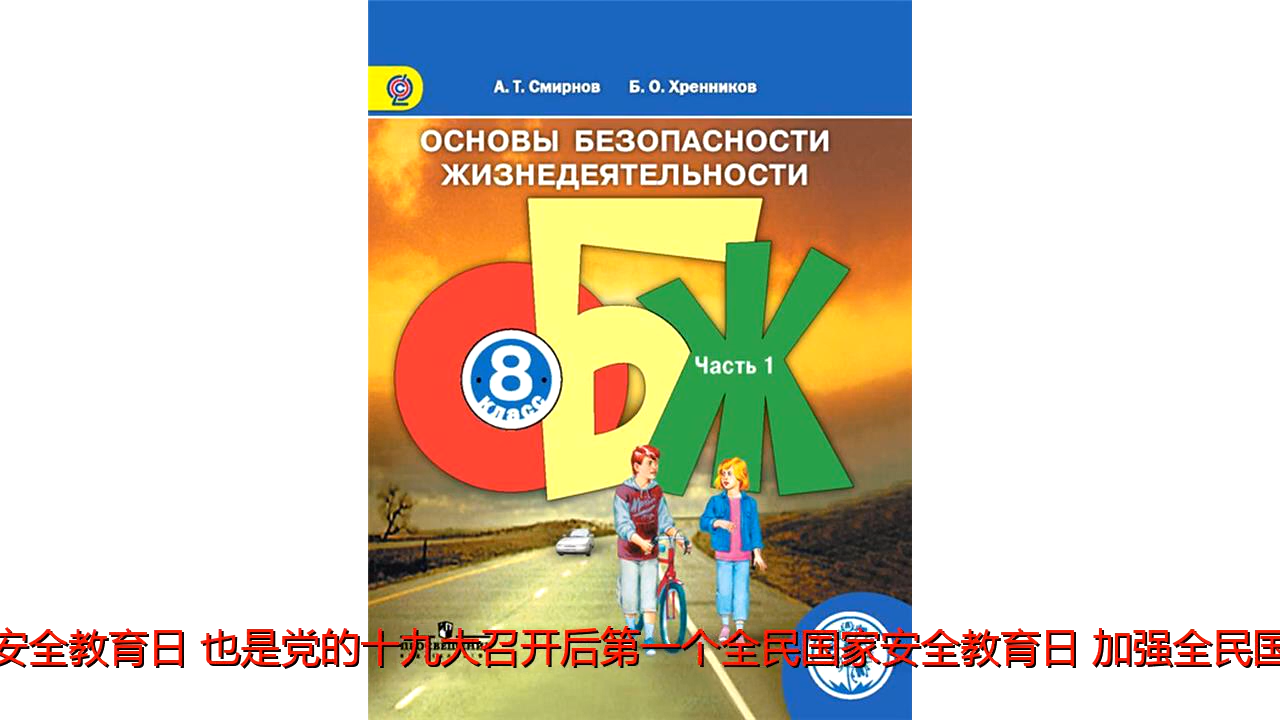 А. Т. Смирнов Б. О. Хренников
ОСНОВЫ БЕЗОПАСНОСТИ
ЖИЗНЕДЕЯТЕЛЬНОСТИ
ОБЖ
8
класс
Часть 1
安全教育日 也是党的十九大召开后第一个全民国家安全教育日 加强全民国
ПРОСВЕЩЕНИЕ